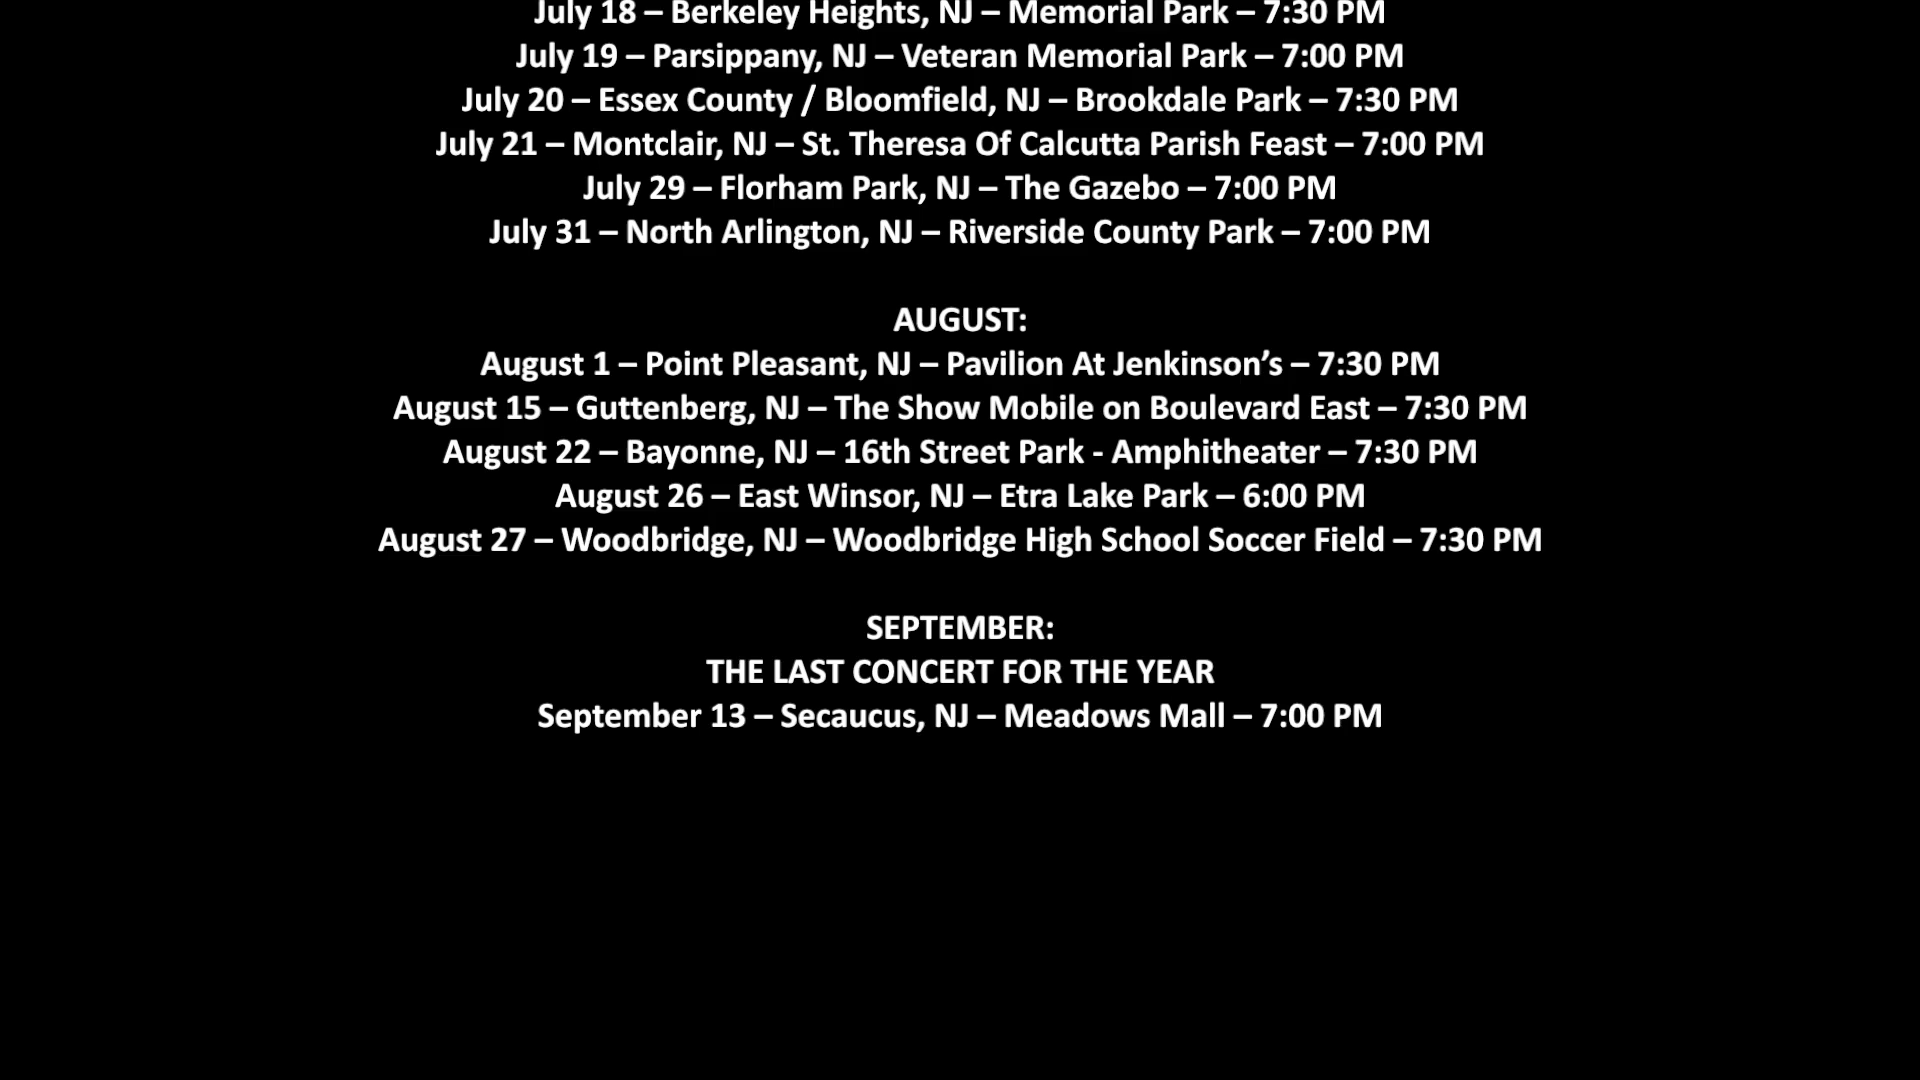 July 18 – Berkeley Heights, NJ – Memorial Park – 7:30 PM
July 19 – Parsippany, NJ – Veteran Memorial Park – 7:00 PM
July 20 – Essex County / Bloomfield, NJ – Brookdale Park – 7:30 PM
July 21 – Montclair, NJ – St. Theresa Of Calcutta Parish Feast – 7:00 PM
July 29 – Florham Park, NJ – The Gazebo – 7:00 PM
July 31 – North Arlington, NJ – Riverside County Park – 7:00 PM
AUGUST:
August 1 – Point Pleasant, NJ – Pavilion At Jenkinson’s – 7:30 PM
August 15 – Guttenberg, NJ – The Show Mobile on Boulevard East – 7:30 PM
August 22 – Bayonne, NJ – 16th Street Park - Amphitheater – 7:30 PM
August 26 – East Winsor, NJ – Etra Lake Park – 6:00 PM
August 27 – Woodbridge, NJ – Woodbridge High School Soccer Field – 7:30 PM
SEPTEMBER:
THE LAST CONCERT FOR THE YEAR
September 13 – Secaucus, NJ – Meadows Mall – 7:00 PM